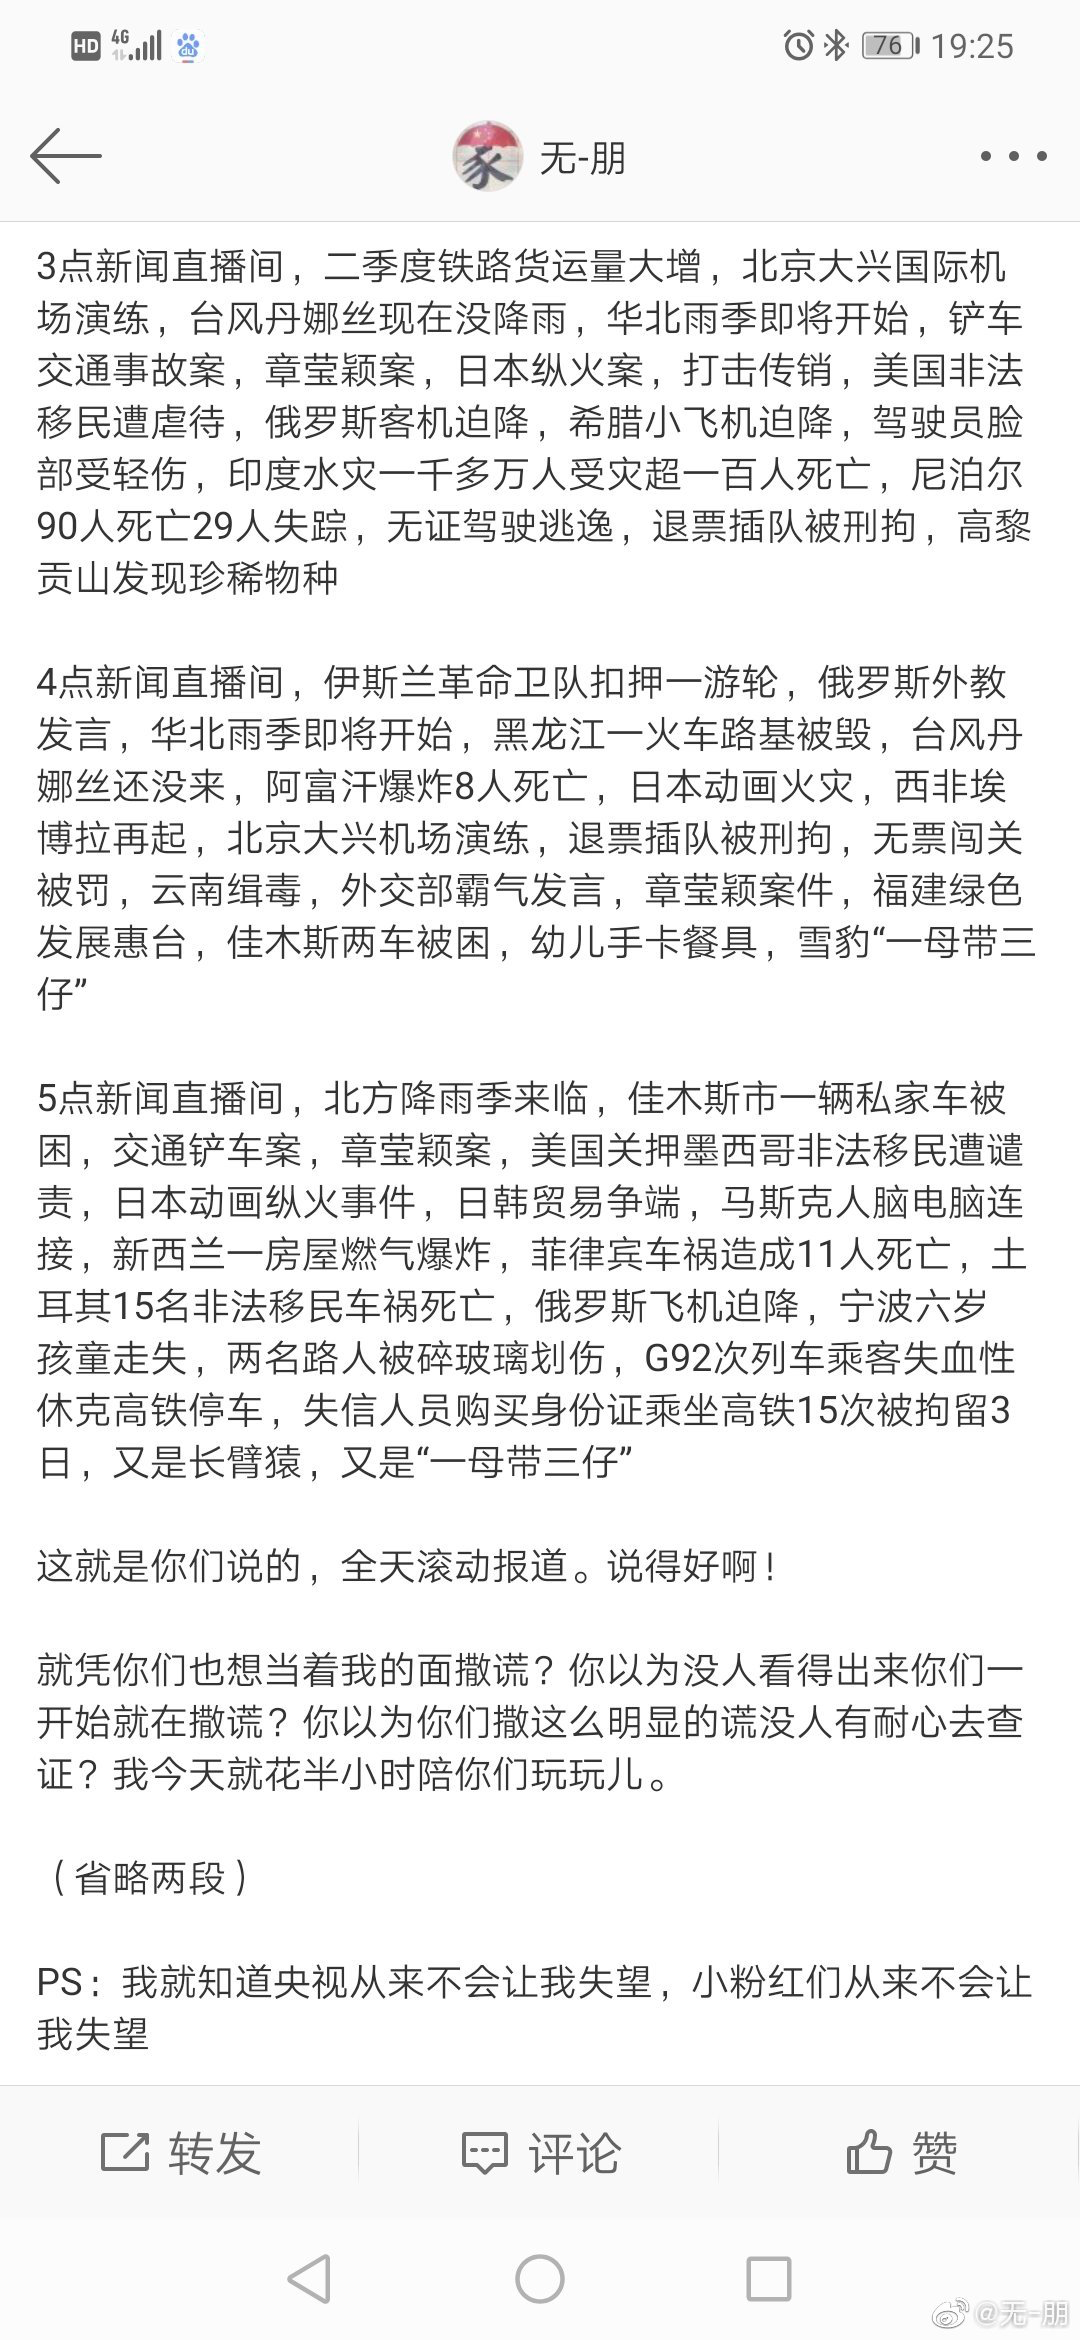 HD 4G du 76 19:25
无-朋
3点新闻直播间，二季度铁路货运量大增，北京大兴国际机
场演练，台风丹娜丝现在没降雨，华北雨季即将开始，铲车
交通事故案，章莹颖案，日本纵火案，打击传销，美国非法
移民遭虐待，俄罗斯客机迫降，希腊小飞机迫降，驾驶员脸
部受轻伤，印度水灾一千多万人受灾超一百人死亡，尼泊尔
90人死亡29人失踪，无证驾驶逃逸，退票插队被刑拘，高黎
贡山发现珍稀物种
4点新闻直播间，伊斯兰革命卫队扣押一游轮，俄罗斯外教
发言，华北雨季即将开始，黑龙江一火车路基被毁，台风丹
娜丝还没来，阿富汗爆炸8人死亡，日本动画火灾，西非埃
博拉再起，北京大兴机场演练，退票插队被刑拘，无票闯关
被罚，云南缉毒，外交部霸气发言，章莹颖案件，福建绿色
发展惠台，佳木斯两车被困，幼儿手卡餐具，雪豹“一母带三
仔”
5点新闻直播间，北方降雨季来临，佳木斯市一辆私家车被
困，交通铲车案，章莹颖案，美国关押墨西哥非法移民遭谴
责，日本动画纵火事件，日韩贸易争端，马斯克人脑电脑连
接，新西兰一房屋燃气爆炸，菲律宾车祸造成11人死亡，土
耳其15名非法移民车祸死亡，俄罗斯飞机迫降，宁波六岁
孩童走失，两名路人被碎玻璃划伤，G92次列车乘客失血性
休克高铁停车，失信人员购买身份证乘坐高铁15次被拘留3
日，又是长臂猿，又是“一母带三仔”
这就是你们说的，全天滚动报道。说得好啊！
就凭你们也想当着我的面撒谎？你以为没人看得出来你们一
开始就在撒谎？你以为你们撒这么明显的谎没人有耐心去查
证？我今天就花半小时陪你们玩玩儿。
（省略两段）
PS：我就知道央视从来不会让我失望，小粉红们从来不会让
我失望
转发 评论 赞
@无-朋